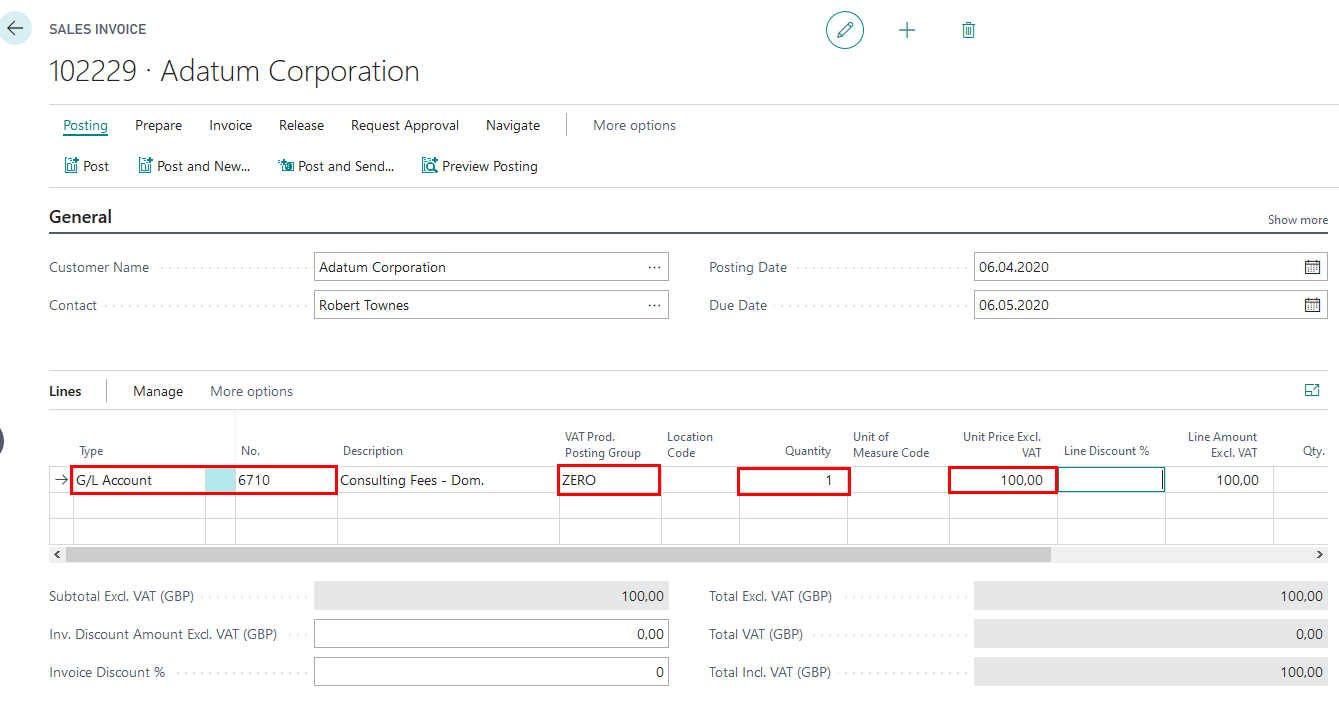 SALES INVOICE
102229 · Adatum Corporation
Posting Prepare Invoice Release Request Approval Navigate More options
Post Post and New... Post and Send... Preview Posting
General Show more
Customer Name Adatum Corporation ... Posting Date 06.04.2020
Contact Robert Townes ... Due Date 06.05.2020
Lines Manage More options
Type No. Description VAT Prod. Posting Group Location Code Quantity Unit of Measure Code Unit Price Excl. VAT Line Discount % Line Amount Excl. VAT Qty.
G/L Account 6710 Consulting Fees - Dom. ZERO 1 100,00 100,00
Subtotal Excl. VAT (GBP) 100,00 Total Excl. VAT (GBP) 100,00
Inv. Discount Amount Excl. VAT (GBP) 0,00 Total VAT (GBP) 0,00
Invoice Discount % 0 Total Incl. VAT (GBP) 100,00